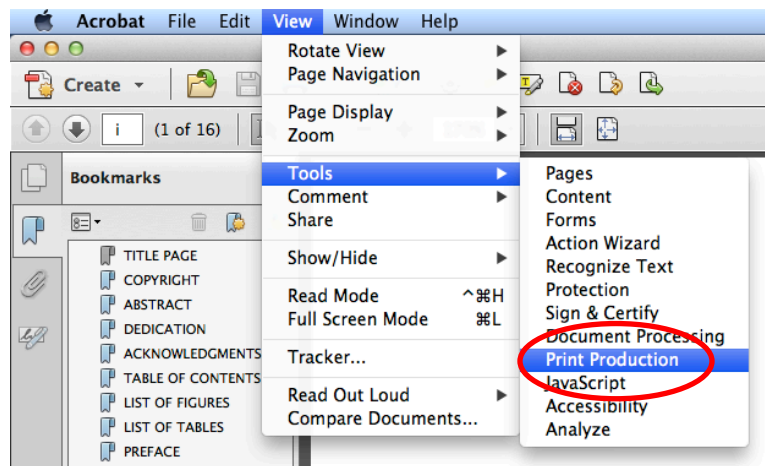 Acrobat File Edit View Window Help
Create
i (1 of 16)
Rotate View
Page Navigation
Page Display
Zoom
Tools
Comment
Share
Show/Hide
Read Mode ^⌘H
Full Screen Mode ⌘L
Tracker...
Read Out Loud
Compare Documents...
Pages
Content
Forms
Action Wizard
Recognize Text
Protection
Sign & Certify
Document Processing
Print Production
JavaScript
Accessibility
Analyze
Bookmarks
TITLE PAGE
COPYRIGHT
ABSTRACT
DEDICATION
ACKNOWLEDGMENTS
TABLE OF CONTENTS
LIST OF FIGURES
LIST OF TABLES
PREFACE